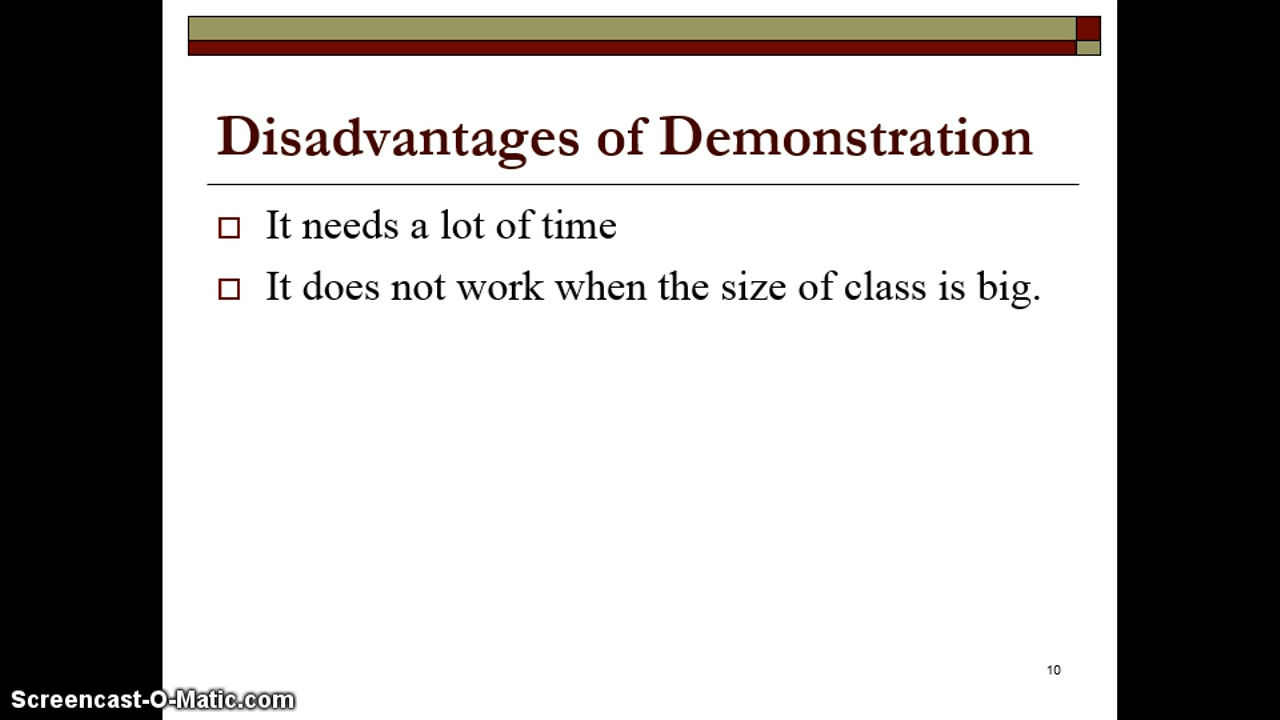 Disadvantages of Demonstration
It needs a lot of time
It does not work when the size of class is big.
10
Screencast-O-Matic.com